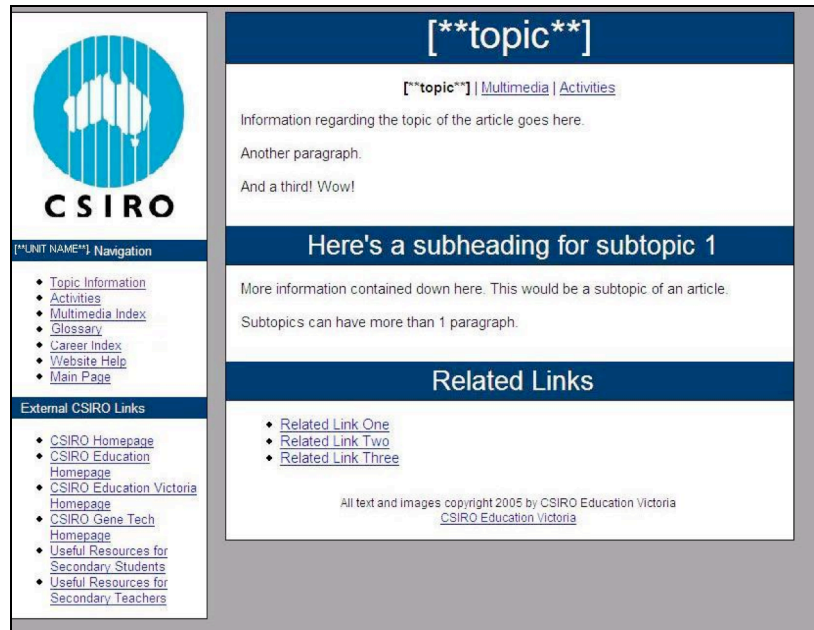 CSIRO
[**UNIT NAME**] Navigation
Topic Information
Activities
Multimedia Index
Glossary
Career Index
Website Help
Main Page
External CSIRO Links
CSIRO Homepage
CSIRO Education
Homepage
CSIRO Education Victoria
Homepage
CSIRO Gene Tech
Homepage
Useful Resources for
Secondary Students
Useful Resources for
Secondary Teachers
[**topic**]
[**topic**] | Multimedia | Activities
Information regarding the topic of the article goes here.
Another paragraph.
And a third! Wow!
Here's a subheading for subtopic 1
More information contained down here. This would be a subtopic of an article.
Subtopics can have more than 1 paragraph.
Related Links
Related Link One
Related Link Two
Related Link Three
All text and images copyright 2005 by CSIRO Education Victoria
CSIRO Education Victoria